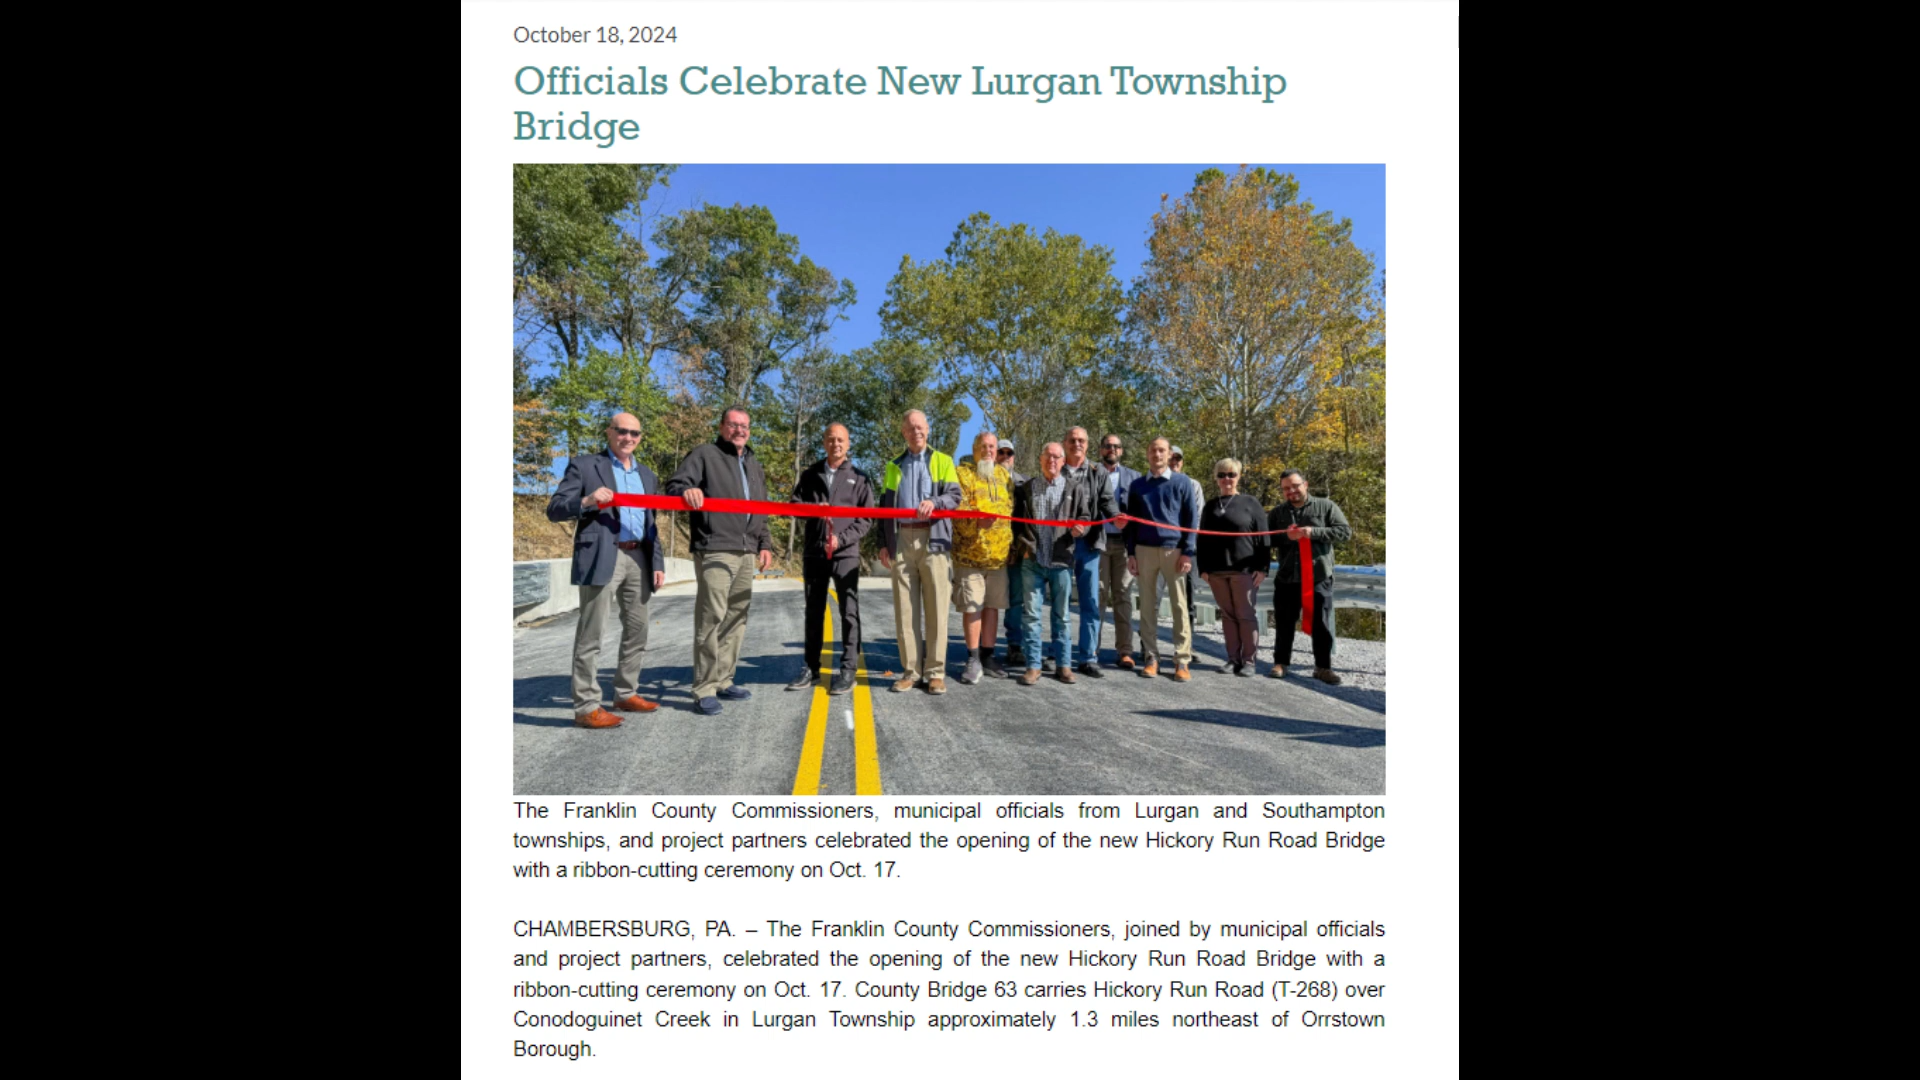 October 18, 2024
Officials Celebrate New Lurgan Township
Bridge
The Franklin County Commissioners, municipal officials from Lurgan and Southampton
townships, and project partners celebrated the opening of the new Hickory Run Road Bridge
with a ribbon-cutting ceremony on Oct. 17.
CHAMBERSBURG, PA. – The Franklin County Commissioners, joined by municipal officials
and project partners, celebrated the opening of the new Hickory Run Road Bridge with a
ribbon-cutting ceremony on Oct. 17. County Bridge 63 carries Hickory Run Road (T-268) over
Conodoguinet Creek in Lurgan Township approximately 1.3 miles northeast of Orrstown
Borough.